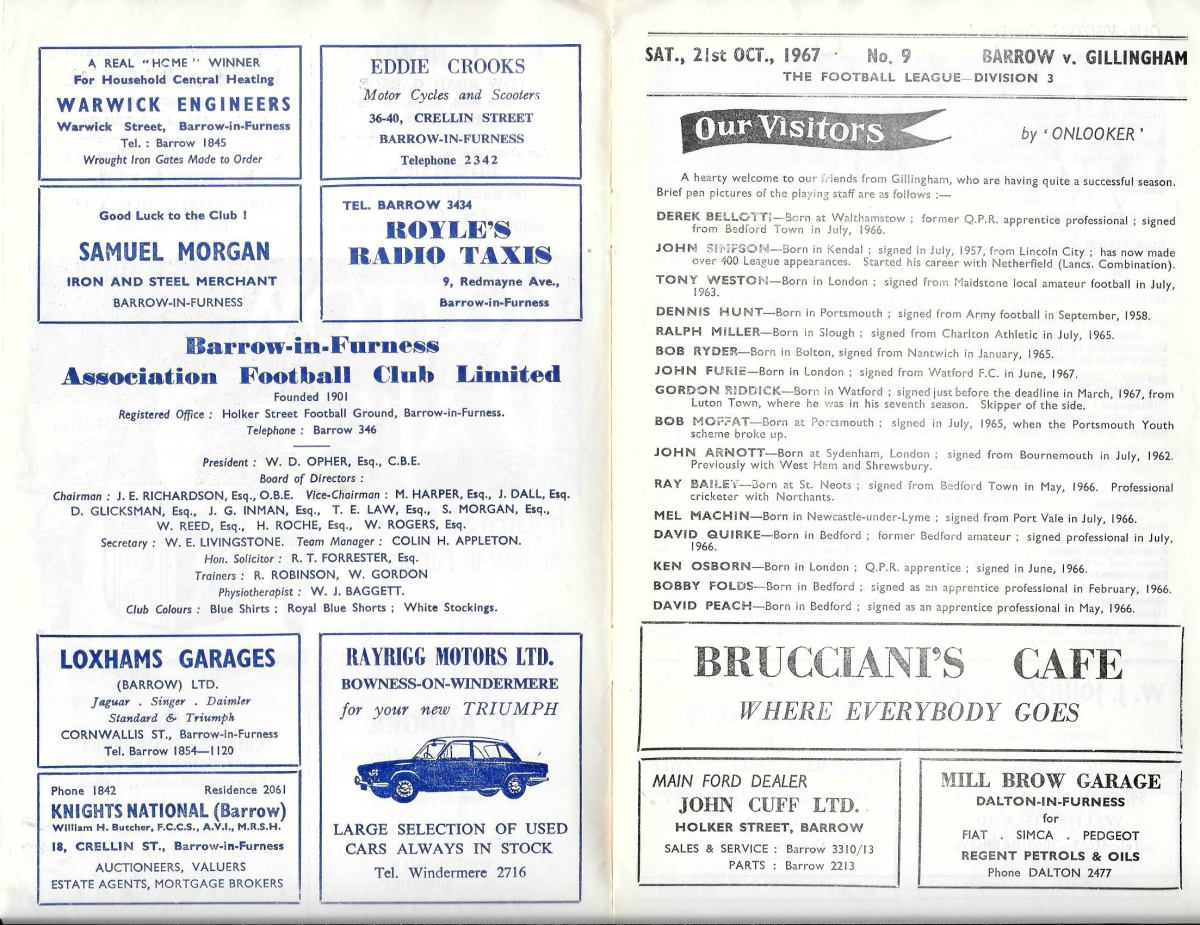 A REAL "HOME" WINNER
For Household Central Heating
WARWICK ENGINEERS
Warwick Street, Barrow-in-Furness
Tel. : Barrow 1845
Wrought Iron Gates Made to Order
EDDIE CROOKS
Motor Cycles and Scooters
36-40, CRELLIN STREET
BARROW-IN-FURNESS
Telephone 2342
Good Luck to the Club !
SAMUEL MORGAN
IRON AND STEEL MERCHANT
BARROW-IN-FURNESS
TEL. BARROW 3434
ROYLE'S
RADIO TAXIS
9, Redmayne Ave.,
Barrow-in-Furness
Barrow-in-Furness
Association Football Club Limited
Founded 1901
Registered Office : Holker Street Football Ground, Barrow-in-Furness.
Telephone : Barrow 346
President : W. D. OPHER, Esq., C.B.E.
Board of Directors :
Chairman : J. E. RICHARDSON, Esq., O.B.E. Vice-Chairman : M. HARPER, Esq., J. DALL, Esq.
D. GLICKSMAN, Esq., J. G. INMAN, Esq., T. E. LAW, Esq., S. MORGAN, Esq.,
W. REED, Esq., H. ROCHE, Esq., W. ROGERS, Esq.
Secretary : W. E. LIVINGSTONE. Team Manager : COLIN H. APPLETON.
Hon. Solicitor : R. T. FORRESTER, Esq.
Trainers : R. ROBINSON, W. GORDON
Physiotherapist : W. J. BAGGETT.
Club Colours : Blue Shirts ; Royal Blue Shorts ; White Stockings.
LOXHAMS GARAGES
(BARROW) LTD.
Jaguar . Singer . Daimler
Standard & Triumph
CORNWALLIS ST., Barrow-in-Furness
Tel. Barrow 1854—1120
Phone 1842 Residence 2061
KNIGHTS NATIONAL (Barrow)
William H. Butcher, F.C.C.S., A.V.I., M.R.S.H.
18, CRELLIN ST., Barrow-in-Furness
AUCTIONEERS, VALUERS
ESTATE AGENTS, MORTGAGE BROKERS
RAYRIGG MOTORS LTD.
BOWNESS-ON-WINDERMERE
for your new TRIUMPH
LARGE SELECTION OF USED
CARS ALWAYS IN STOCK
Tel. Windermere 2716
SAT., 21st OCT., 1967 No. 9 BARROW v. GILLINGHAM
THE FOOTBALL LEAGUE—DIVISION 3
Our Visitors
by 'ONLOOKER'
A hearty welcome to our friends from Gillingham, who are having quite a successful season.
Brief pen pictures of the playing staff are as follows :—
DEREK BELLOTTI—Born at Walthamstow ; former Q.P.R. apprentice professional ; signed
from Bedford Town in July, 1966.
JOHN SIMPSON—Born in Kendal ; signed in July, 1957, from Lincoln City ; has now made
over 400 League appearances. Started his career with Netherfield (Lancs. Combination).
TONY WESTON—Born in London ; signed from Maidstone local amateur football in July,
1963.
DENNIS HUNT—Born in Portsmouth ; signed from Army football in September, 1958.
RALPH MILLER—Born in Slough ; signed from Charlton Athletic in July, 1965.
BOB RYDER—Born in Bolton, signed from Nantwich in January, 1965.
JOHN FURIE—Born in London ; signed from Watford F.C. in June, 1967.
GORDON RIDDICK—Born in Watford ; signed just before the deadline in March, 1967, from
Luton Town, where he was in his seventh season. Skipper of the side.
BOB MOFFAT—Born at Portsmouth ; signed in July, 1965, when the Portsmouth Youth
scheme broke up.
JOHN ARNOTT—Born at Sydenham, London ; signed from Bournemouth in July, 1962.
Previously with West Ham and Shrewsbury.
RAY BAILEY—Born at St. Neots ; signed from Bedford Town in May, 1966. Professional
cricketer with Northants.
MEL MACHIN—Born in Newcastle-under-Lyme ; signed from Port Vale in July, 1966.
DAVID QUIRKE—Born in Bedford ; former Bedford amateur ; signed professional in July,
1966.
KEN OSBORN—Born in London ; Q.P.R. apprentice ; signed in June, 1966.
BOBBY FOLDS—Born in Bedford ; signed as an apprentice professional in February, 1966.
DAVID PEACH—Born in Bedford ; signed as an apprentice professional in May, 1966.
BRUCCIANI'S CAFE
WHERE EVERYBODY GOES
MAIN FORD DEALER
JOHN CUFF LTD.
HOLKER STREET, BARROW
SALES & SERVICE : Barrow 3310/13
PARTS : Barrow 2213
MILL BROW GARAGE
DALTON-IN-FURNESS
for
FIAT . SIMCA . PEDGEOT
REGENT PETROLS & OILS
Phone DALTON 2477